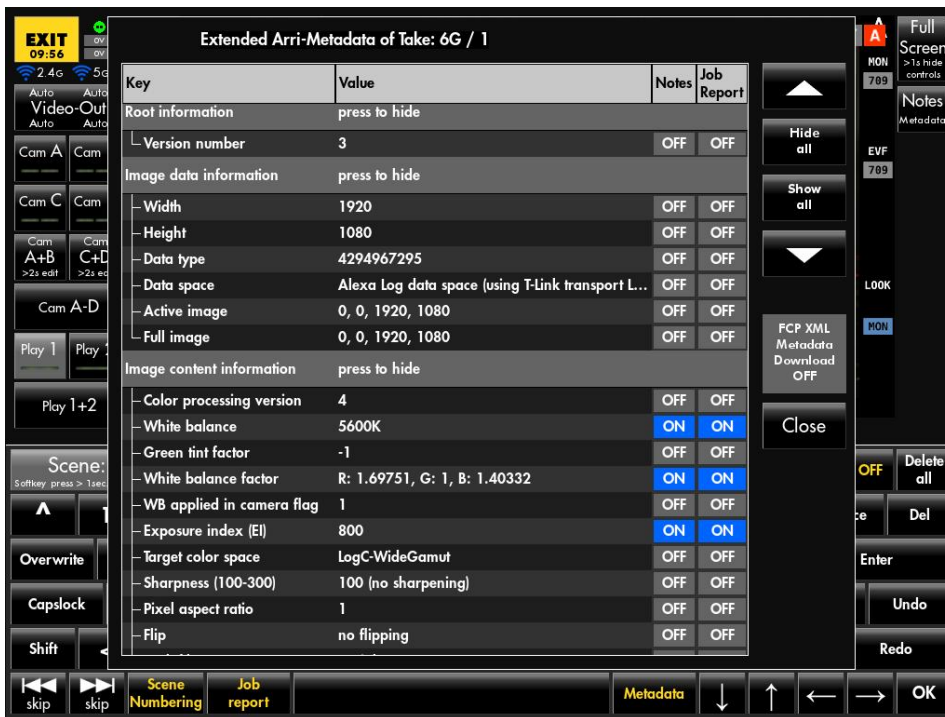 EXIT
09:56
OV
OV
2.4G 5G
Auto Auto
Video-Out
Auto Auto
Cam A Cam
Cam C Cam
Cam Cam
A+B C+D
>2s edit >2s ed
Cam A-D
Play 1 Play
Play 1+2
Extended Arri-Metadata of Take: 6G / 1
Key Value Notes Job Report
Root information press to hide
Version number 3 OFF OFF
Image data information press to hide
Width 1920 OFF OFF
Height 1080 OFF OFF
Data type 4294967295 OFF OFF
Data space Alexa Log data space (using T-Link transport L... OFF OFF
Active image 0, 0, 1920, 1080 OFF OFF
Full image 0, 0, 1920, 1080 OFF OFF
Image content information press to hide
Color processing version 4 OFF OFF
White balance 5600K ON ON
Green tint factor -1 OFF OFF
White balance factor R: 1.69751, G: 1, B: 1.40332 ON ON
WB applied in camera flag 1 OFF OFF
Exposure index (EI) 800 ON ON
Target color space LogC-WideGamut OFF OFF
Sharpness (100-300) 100 (no sharpening) OFF OFF
Pixel aspect ratio 1 OFF OFF
Flip no flipping OFF OFF
Hide
all
Show
all
FCP XML
Metadata
Download
OFF
Close
A
MON
709
EVF
709
LOOK
MON
Full
Screen
>1s hide
controls
Notes
Metadata
Scene:
Softkey press > 1sec
OFF Delete
all
1 Del
Overwrite Enter
Capslock Undo
Shift < Redo
skip skip Scene Numbering Job report Metadata ↓ ↑ ← → OK